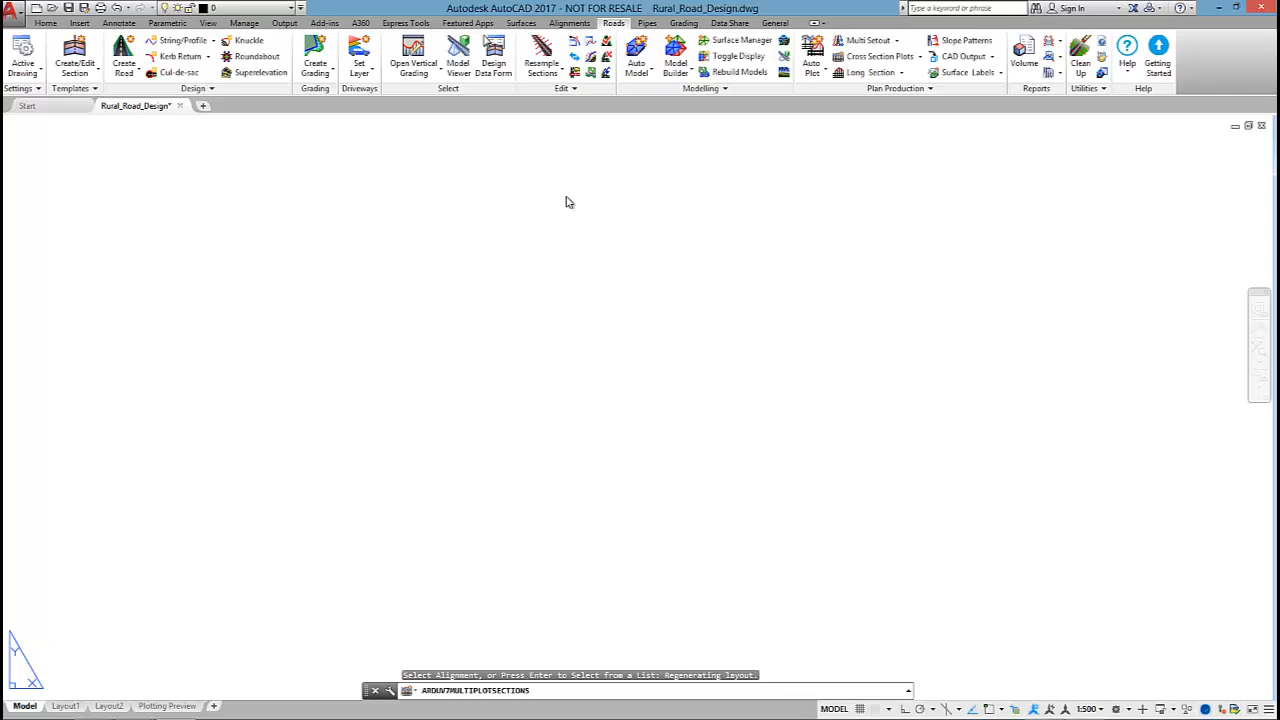 0 Autodesk AutoCAD 2017 - NOT FOR RESALE Rural_Road_Design.dwg Type a keyword or phrase Sign In
Home Insert Annotate Parametric View Manage Output Add-ins A360 Express Tools Featured Apps Surfaces Alignments Roads Pipes Grading Data Share General
Active Drawing Create/Edit Section Create Road String/Profile Knuckle Create Grading Set Layer Open Vertical Grading Model Viewer Design Data Form Resample Sections Auto Model Model Builder Surface Manager Auto Plot Multi Setout Slope Patterns Volume Clean Up Help Getting Started
Kerb Return Roundabout Toggle Display Cross Section Plots CAD Output
Cul-de-sac Superelevation Rebuild Models Long Section Surface Labels
Settings Templates Design Grading Driveways Select Edit Modelling Plan Production Reports Utilities Help
Start Rural_Road_Design*
Y
X
Select Alignment, or Press Enter to Select from a List: Regenerating layout.
ARDUV7MULTIPLOTSECTIONS
Model Layout1 Layout2 Plotting Preview MODEL 1:500